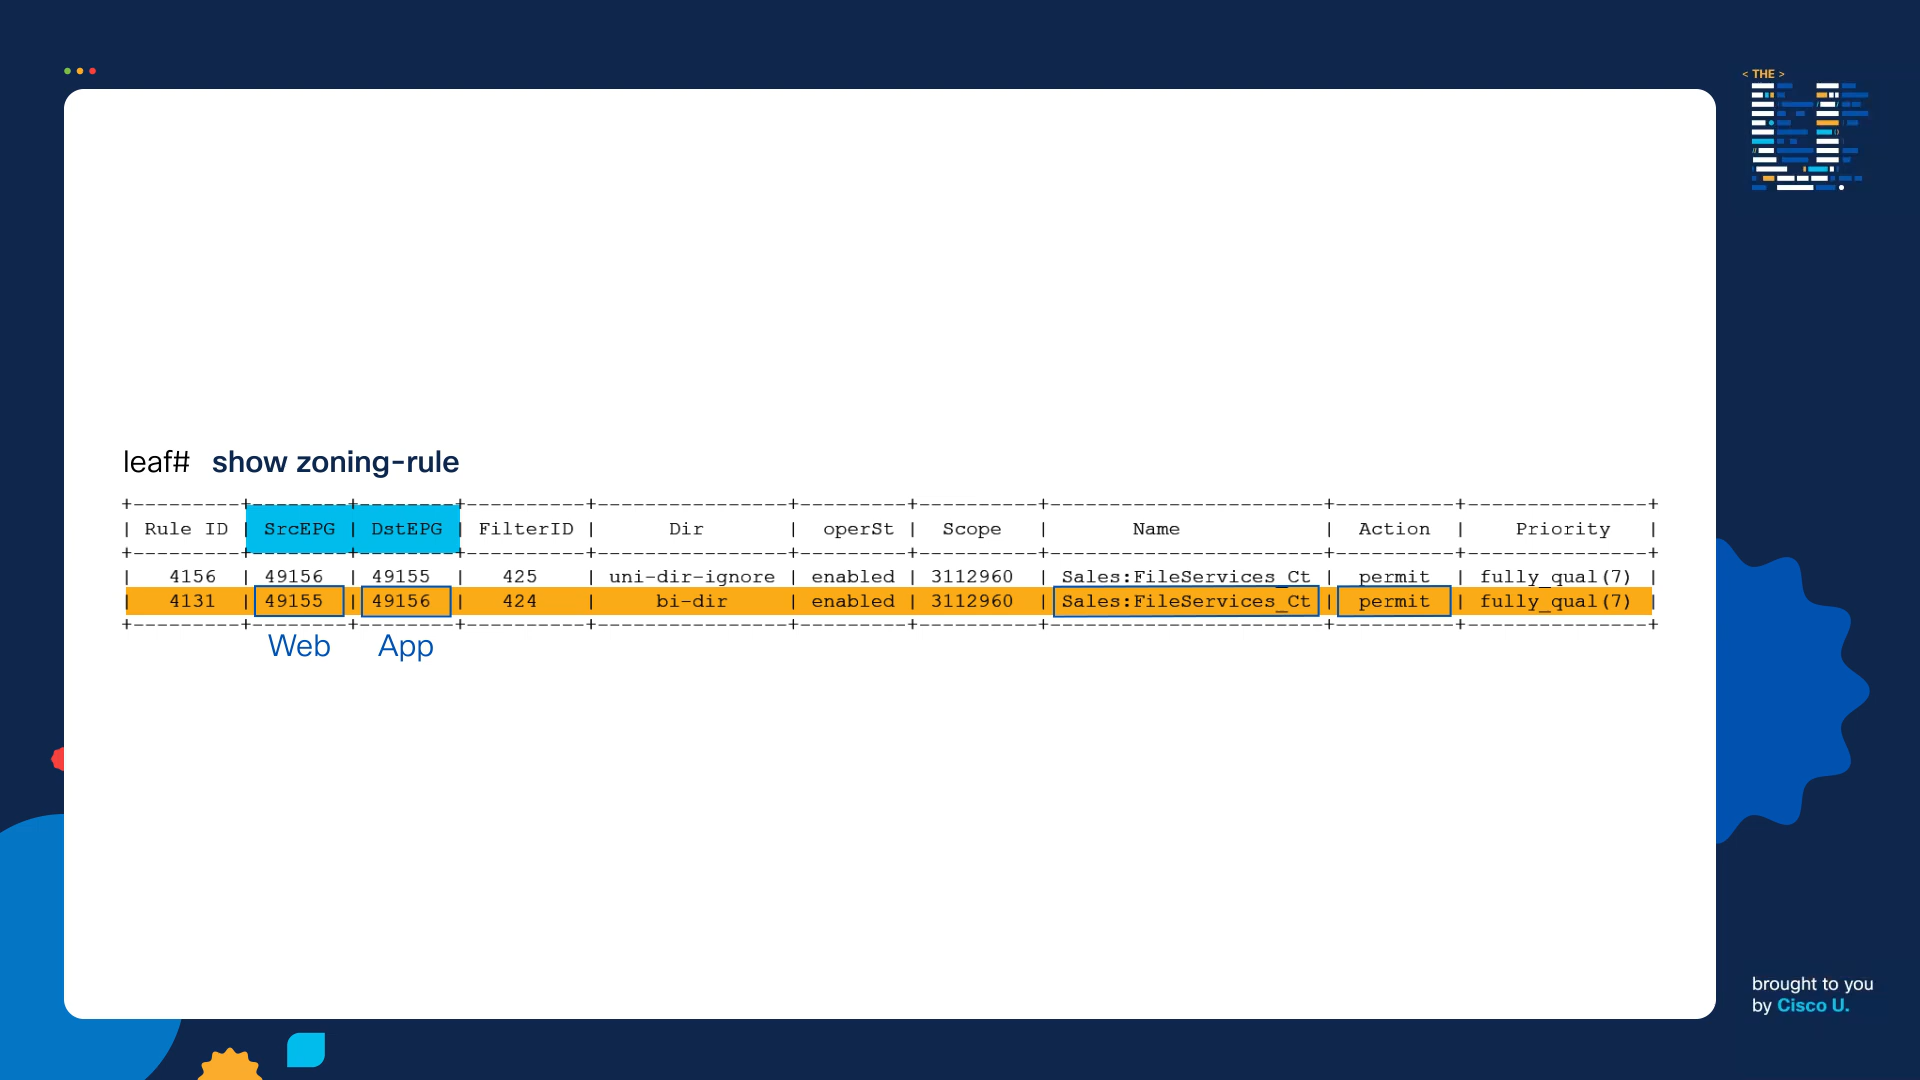 < THE >
leaf# show zoning-rule
+---------+--------+---------+----------+----------------+---------+----------+-----------------------+----------+---------------+
| Rule ID | SrcEPG | DstEPG | FilterID | Dir | operSt | Scope | Name | Action | Priority |
+---------+--------+---------+----------+----------------+---------+----------+-----------------------+----------+---------------+
| 4156 | 49156 | 49155 | 425 | uni-dir-ignore | enabled | 3112960 | Sales:FileServices_Ct | permit | fully_qual(7) |
| 4131 | 49155 | 49156 | 424 | bi-dir | enabled | 3112960 | Sales:FileServices_Ct | permit | fully_qual(7) |
+---------+--------+---------+----------+----------------+---------+----------+-----------------------+----------+---------------+
Web App
brought to you
by Cisco U.